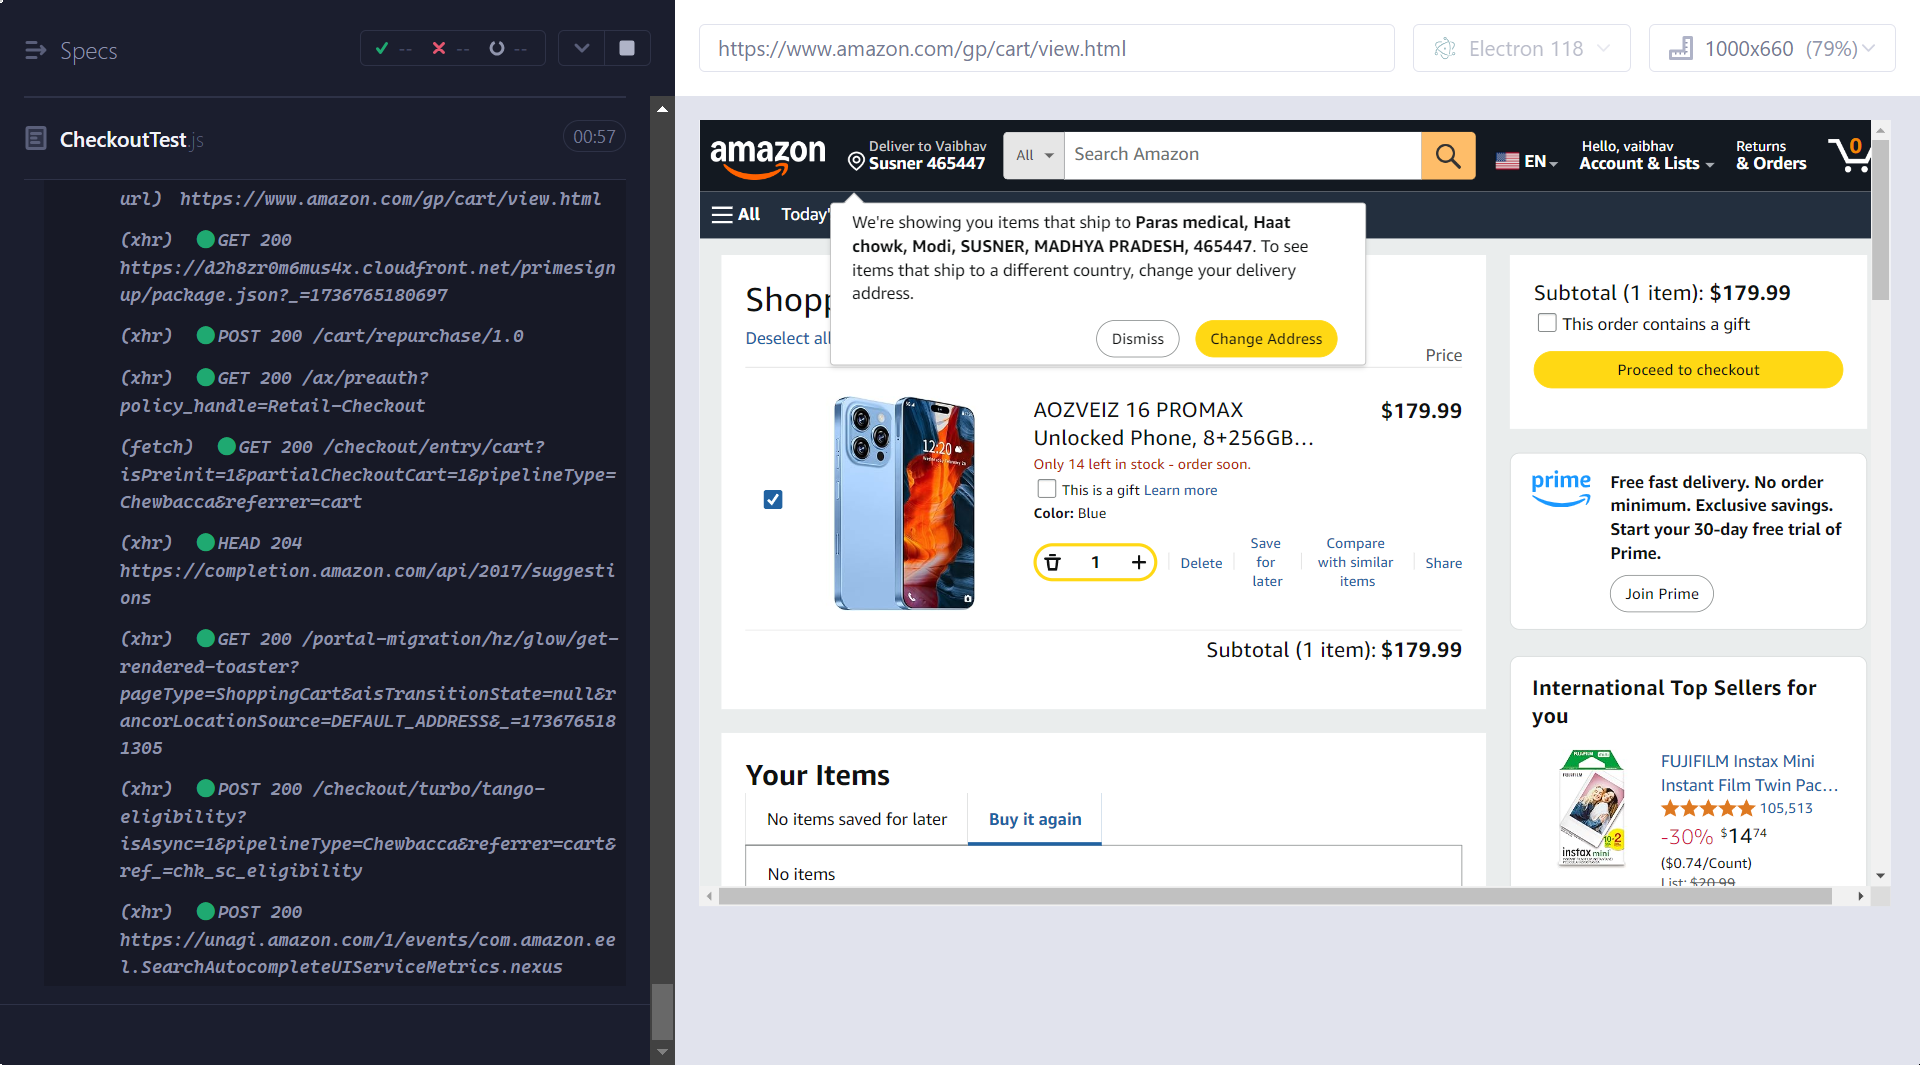 Specs
-- -- --
CheckoutTest.js
00:57
url) https://www.amazon.com/gp/cart/view.html
(xhr) GET 200
https://d2h8zr0m6mus4x.cloudfront.net/primesign
up/package.json?_=1736765180697
(xhr) POST 200 /cart/repurchase/1.0
(xhr) GET 200 /ax/preauth?
policy_handle=Retail-Checkout
(fetch) GET 200 /checkout/entry/cart?
isPreinit=1&partialCheckoutCart=1&pipelineType=
Chewbacca&referrer=cart
(xhr) HEAD 204
https://completion.amazon.com/api/2017/suggesti
ons
(xhr) GET 200 /portal-migration/hz/glow/get-
rendered-toaster?
pageType=ShoppingCart&aisTransitionState=null&r
ancorLocationSource=DEFAULT_ADDRESS&_=173676518
1305
(xhr) POST 200 /checkout/turbo/tango-
eligibility?
isAsync=1&pipelineType=Chewbacca&referrer=cart&
ref_=chk_sc_eligibility
(xhr) POST 200
https://unagi.amazon.com/1/events/com.amazon.ee
l.SearchAutocompleteUIServiceMetrics.nexus
https://www.amazon.com/gp/cart/view.html
Electron 118
1000x660 (79%)
amazon
Deliver to Vaibhav
Susner 465447
All
Search Amazon
EN
Hello, vaibhav
Account & Lists
Returns
& Orders
0
All
Today'
We're showing you items that ship to Paras medical, Haat
chowk, Modi, SUSNER, MADHYA PRADESH, 465447. To see
items that ship to a different country, change your delivery
address.
Dismiss
Change Address
Shopp
Deselect all
Price
AOZVEIZ 16 PROMAX
Unlocked Phone, 8+256GB...
$179.99
Only 14 left in stock - order soon.
This is a gift Learn more
Color: Blue
1
Delete
Save
for
later
Compare
with similar
items
Share
12:20
Subtotal (1 item): $179.99
Your Items
No items saved for later
Buy it again
No items
Subtotal (1 item): $179.99
This order contains a gift
Proceed to checkout
prime
Free fast delivery. No order
minimum. Exclusive savings.
Start your 30-day free trial of
Prime.
Join Prime
International Top Sellers for
you
FUJIFILM
instax mini
FUJIFILM Instax Mini
Instant Film Twin Pac...
105,513
-30% $14 74
($0.74/Count)
List: $20.99